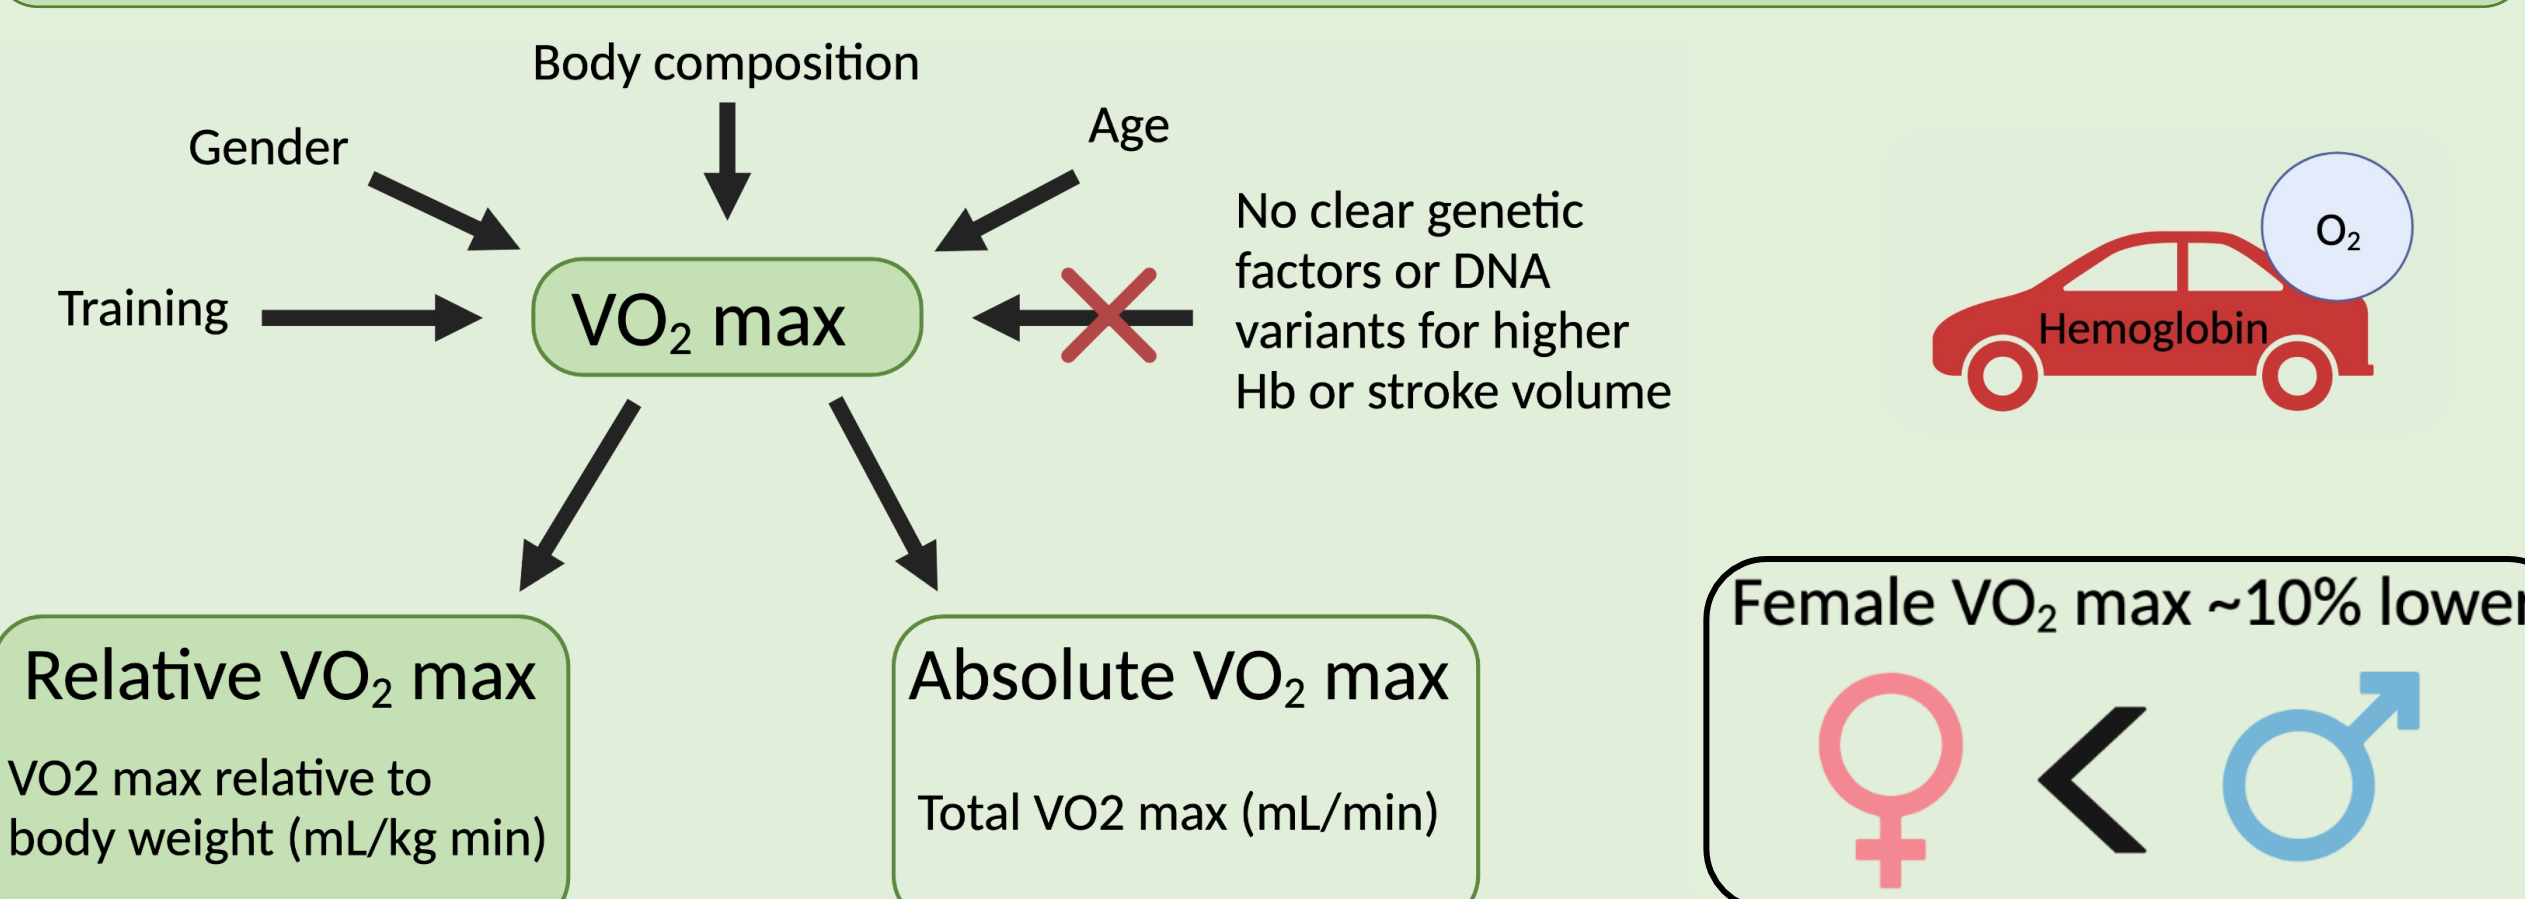 Body composition
Gender
Age
Training
VO₂ max
No clear genetic
factors or DNA
variants for higher
Hb or stroke volume
O₂
Hemoglobin
Relative VO₂ max
VO2 max relative to
body weight (mL/kg min)
Absolute VO₂ max
Total VO2 max (mL/min)
Female VO₂ max ~10% lower